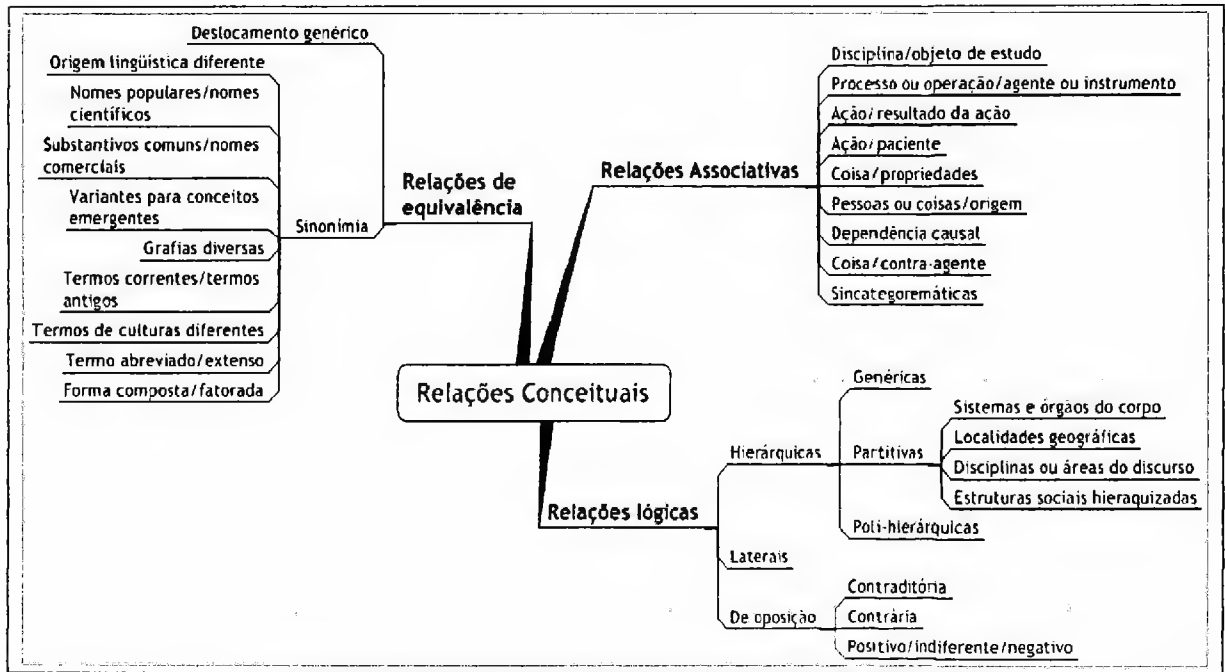 Deslocamento genérico
Origem lingüística diferente
Nomes populares/nomes
científicos
Substantivos comuns/nomes
comerciais
Variantes para conceitos
emergentes
Grafias diversas
Termos correntes/termos
antigos
Termos de culturas diferentes
Termo abreviado/extenso
Forma composta/fatorada
Sinonímia
Relações de
equivalência
Relações Associativas
Disciplina/objeto de estudo
Processo ou operação/agente ou instrumento
Ação/resultado da ação
Ação/paciente
Coisa/propriedades
Pessoas ou coisas/origem
Dependência causal
Coisa/contra-agente
Sincategoremáticas
Relações Conceituais
Relações lógicas
Hierárquicas
Genéricas
Partitivas
Sistemas e órgãos do corpo
Localidades geográficas
Disciplinas ou áreas do discurso
Estruturas sociais hieraquizadas
Poli-hierárquicas
Laterais
De oposição
Contraditória
Contrária
Positivo/indiferente/negativo